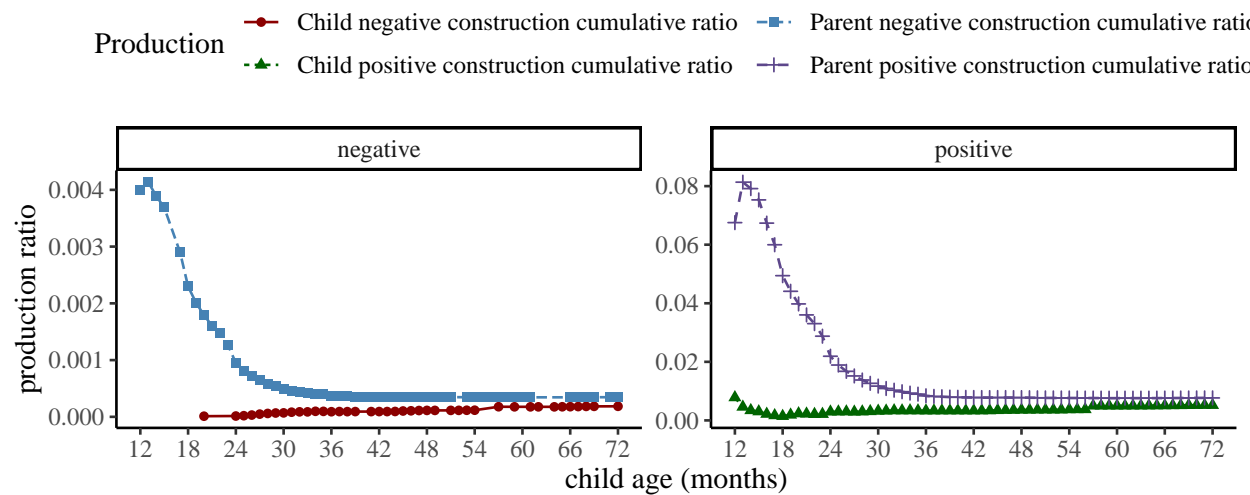 Production
Child negative construction cumulative ratio
Parent negative construction cumulative ratio
Child positive construction cumulative ratio
Parent positive construction cumulative ratio
negative
positive
production ratio
0.004
0.003
0.002
0.001
0.000
0.08
0.06
0.04
0.02
0.00
12 18 24 30 36 42 48 54 60 66 72
12 18 24 30 36 42 48 54 60 66 72
child age (months)